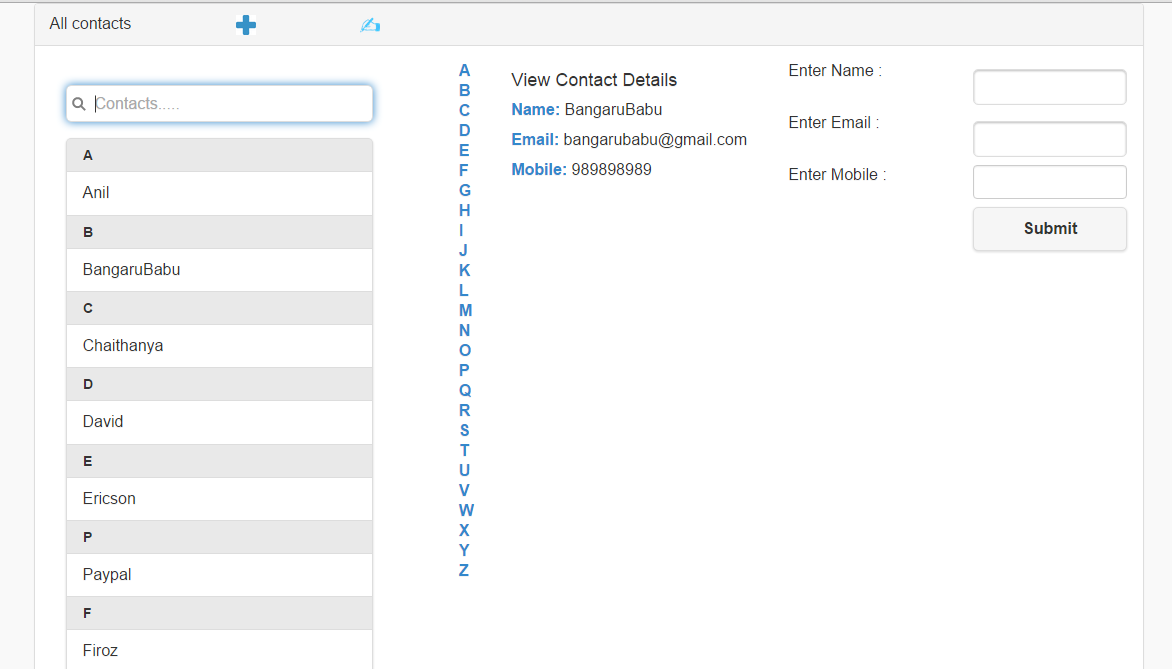 All contacts
Contacts.....
A
Anil
B
BangaruBabu
C
Chaithanya
D
David
E
Ericson
P
Paypal
F
Firoz
A
B
C
D
E
F
G
H
I
J
K
L
M
N
O
P
Q
R
S
T
U
V
W
X
Y
Z
View Contact Details
Name: BangaruBabu
Email: bangarubabu@gmail.com
Mobile: 989898989
Enter Name :
Enter Email :
Enter Mobile :
Submit